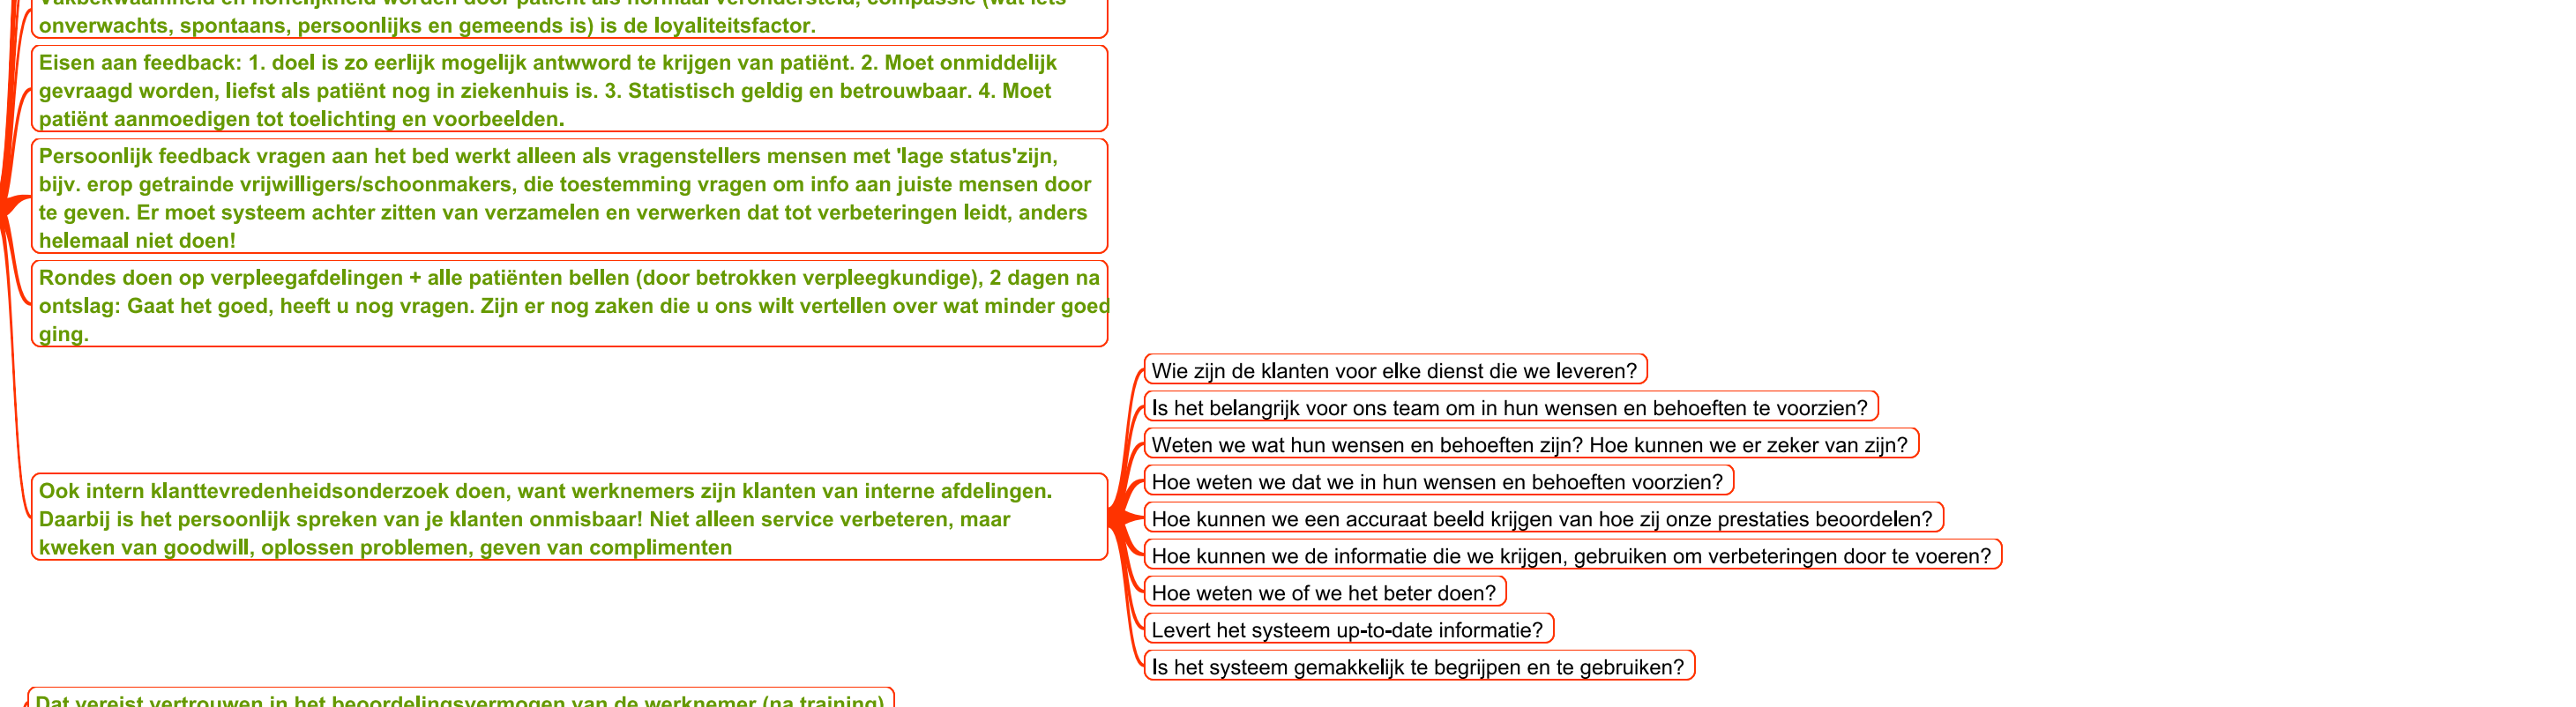 Vakbekwaamheid en hoffelijkheid worden door patiënt als normaal verondersteld, compassie (wat iets
onverwachts, spontaans, persoonlijks en gemeends is) is de loyaliteitsfactor.
Eisen aan feedback: 1. doel is zo eerlijk mogelijk antwword te krijgen van patiënt. 2. Moet onmiddelijk
gevraagd worden, liefst als patiënt nog in ziekenhuis is. 3. Statistisch geldig en betrouwbaar. 4. Moet
patiënt aanmoedigen tot toelichting en voorbeelden.
Persoonlijk feedback vragen aan het bed werkt alleen als vragenstellers mensen met 'lage status'zijn,
bijv. erop getrainde vrijwilligers/schoonmakers, die toestemming vragen om info aan juiste mensen door
te geven. Er moet systeem achter zitten van verzamelen en verwerken dat tot verbeteringen leidt, anders
helemaal niet doen!
Rondes doen op verpleegafdelingen + alle patiënten bellen (door betrokken verpleegkundige), 2 dagen na
ontslag: Gaat het goed, heeft u nog vragen. Zijn er nog zaken die u ons wilt vertellen over wat minder goed
ging.
Ook intern klanttevredenheidsonderzoek doen, want werknemers zijn klanten van interne afdelingen.
Daarbij is het persoonlijk spreken van je klanten onmisbaar! Niet alleen service verbeteren, maar
kweken van goodwill, oplossen problemen, geven van complimenten
Wie zijn de klanten voor elke dienst die we leveren?
Is het belangrijk voor ons team om in hun wensen en behoeften te voorzien?
Weten we wat hun wensen en behoeften zijn? Hoe kunnen we er zeker van zijn?
Hoe weten we dat we in hun wensen en behoeften voorzien?
Hoe kunnen we een accuraat beeld krijgen van hoe zij onze prestaties beoordelen?
Hoe kunnen we de informatie die we krijgen, gebruiken om verbeteringen door te voeren?
Hoe weten we of we het beter doen?
Levert het systeem up-to-date informatie?
Is het systeem gemakkelijk te begrijpen en te gebruiken?
Dat vereist vertrouwen in het beoordelingsvermogen van de werknemer (na training)